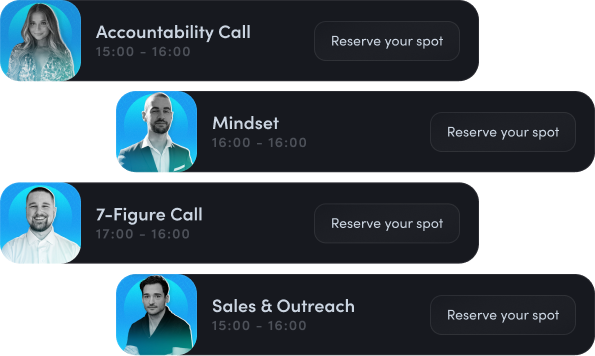 Accountability Call
15:00 - 16:00
Reserve your spot
Mindset
16:00 - 16:00
Reserve your spot
7-Figure Call
17:00 - 16:00
Reserve your spot
Sales & Outreach
15:00 - 16:00
Reserve your spot